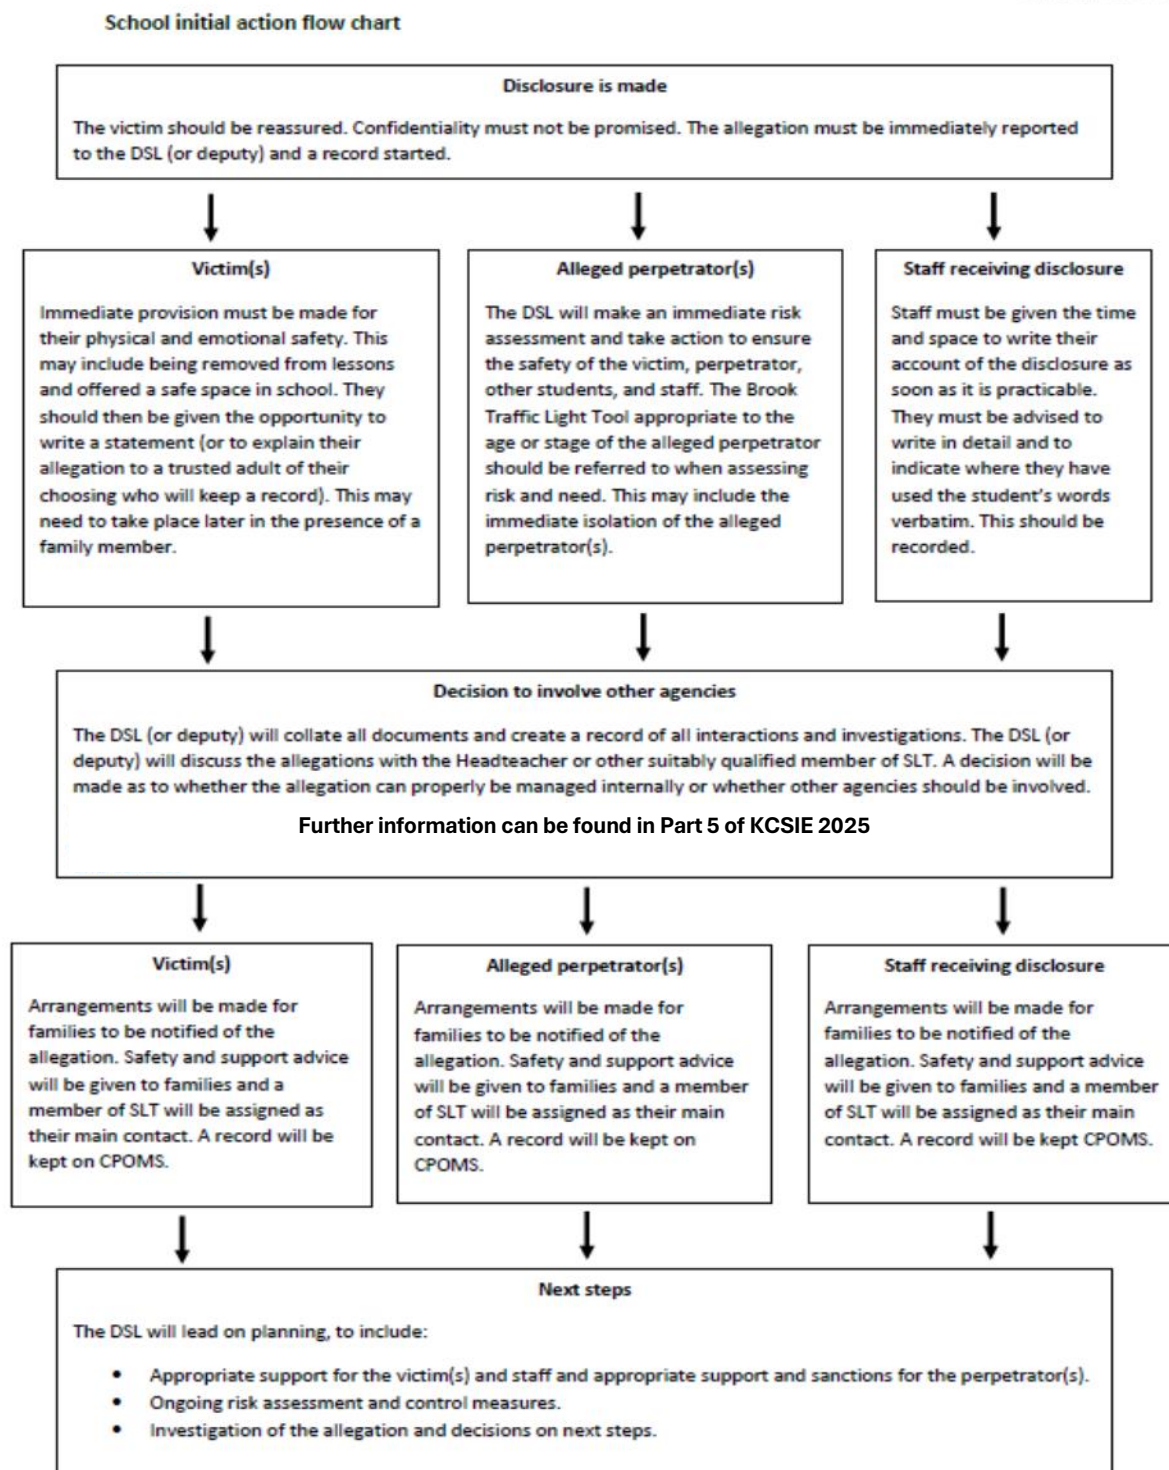 School initial action flow chart
Disclosure is made
The victim should be reassured. Confidentiality must not be promised. The allegation must be immediately reported
to the DSL (or deputy) and a record started.
Victim(s)
Immediate provision must be made for
their physical and emotional safety. This
may include being removed from lessons
and offered a safe space in school. They
should then be given the opportunity to
write a statement (or to explain their
allegation to a trusted adult of their
choosing who will keep a record). This may
need to take place later in the presence of a
family member.
Alleged perpetrator(s)
The DSL will make an immediate risk
assessment and take action to ensure
the safety of the victim, perpetrator,
other students, and staff. The Brook
Traffic Light Tool appropriate to the
age or stage of the alleged perpetrator
should be referred to when assessing
risk and need. This may include the
immediate isolation of the alleged
perpetrator(s).
Staff receiving disclosure
Staff must be given the time
and space to write their
account of the disclosure as
soon as it is practicable.
They must be advised to
write in detail and to
indicate where they have
used the student's words
verbatim. This should be
recorded.
Decision to involve other agencies
The DSL (or deputy) will collate all documents and create a record of all interactions and investigations. The DSL (or
deputy) will discuss the allegations with the Headteacher or other suitably qualified member of SLT. A decision will be
made as to whether the allegation can properly be managed internally or whether other agencies should be involved.
Further information can be found in Part 5 of KCSIE 2025
Victim(s)
Arrangements will be made for
families to be notified of the
allegation. Safety and support advice
will be given to families and a
member of SLT will be assigned as
their main contact. A record will be
kept on CPOMS.
Alleged perpetrator(s)
Arrangements will be made for
families to be notified of the
allegation. Safety and support advice
will be given to families and a member
of SLT will be assigned as their main
contact. A record will be kept on
CPOMS.
Staff receiving disclosure
Arrangements will be made for
families to be notified of the
allegation. Safety and support advice
will be given to families and a member
of SLT will be assigned as their main
contact. A record will be kept CPOMS.
Next steps
The DSL will lead on planning, to include:
• Appropriate support for the victim(s) and staff and appropriate support and sanctions for the perpetrator(s).
• Ongoing risk assessment and control measures.
• Investigation of the allegation and decisions on next steps.